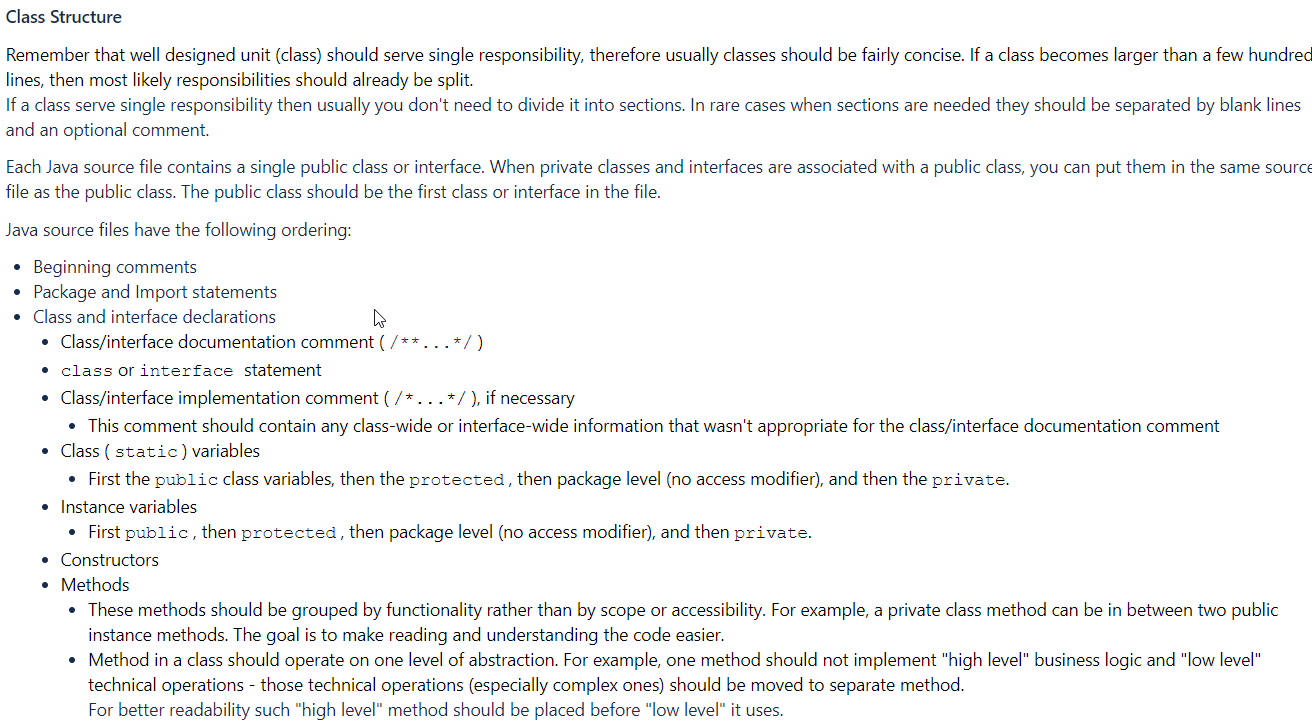 Class Structure
Remember that well designed unit (class) should serve single responsibility, therefore usually classes should be fairly concise. If a class becomes larger than a few hundred
lines, then most likely responsibilities should already be split.
If a class serve single responsibility then usually you don't need to divide it into sections. In rare cases when sections are needed they should be separated by blank lines
and an optional comment.
Each Java source file contains a single public class or interface. When private classes and interfaces are associated with a public class, you can put them in the same source
file as the public class. The public class should be the first class or interface in the file.
Java source files have the following ordering:
• Beginning comments
• Package and Import statements
• Class and interface declarations
• Class/interface documentation comment ( /**...*/ )
• class or interface statement
• Class/interface implementation comment ( /*...*/ ), if necessary
• This comment should contain any class-wide or interface-wide information that wasn't appropriate for the class/interface documentation comment
• Class ( static ) variables
• First the public class variables, then the protected , then package level (no access modifier), and then the private.
• Instance variables
• First public , then protected , then package level (no access modifier), and then private.
• Constructors
• Methods
• These methods should be grouped by functionality rather than by scope or accessibility. For example, a private class method can be in between two public
instance methods. The goal is to make reading and understanding the code easier.
• Method in a class should operate on one level of abstraction. For example, one method should not implement "high level" business logic and "low level"
technical operations - those technical operations (especially complex ones) should be moved to separate method.
For better readability such "high level" method should be placed before "low level" it uses.